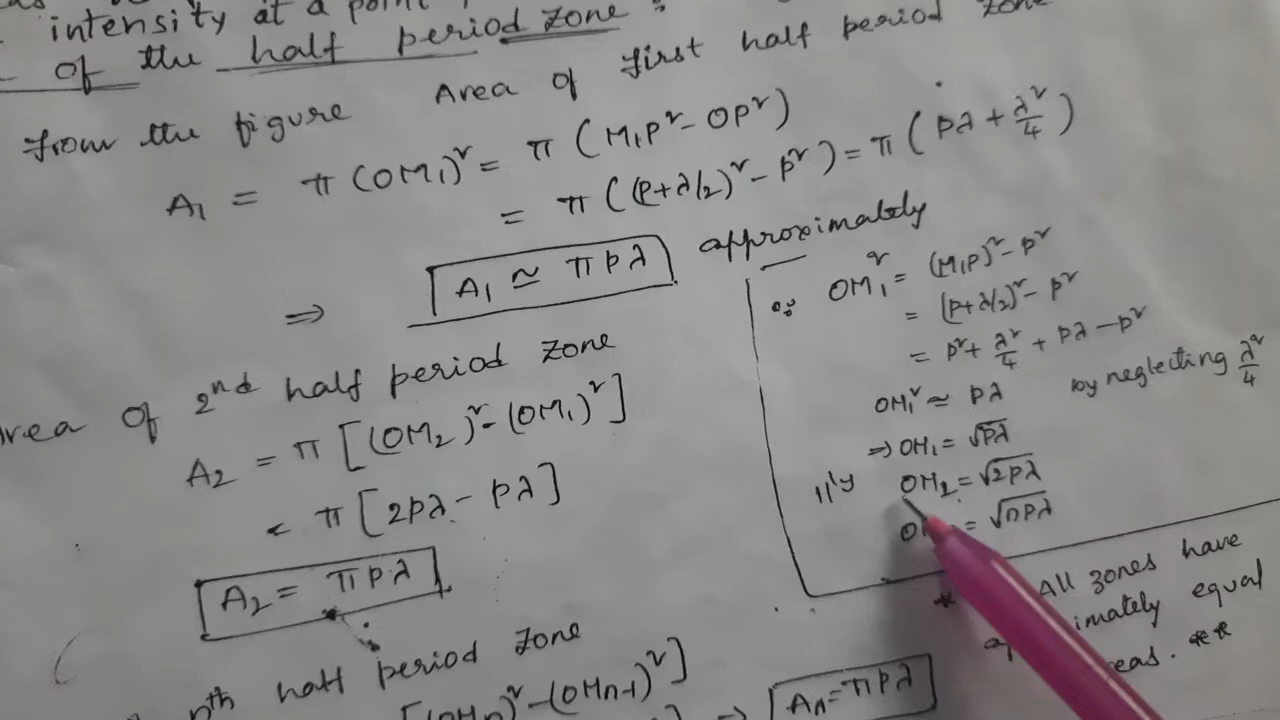 intensity at a point
of the half period zone :
from the figure Area of first half period zone
A₁ = π (OM₁)² = π (M₁P² - OP²)
= π ((P+λ/2)² - P²) = π (Pλ + λ²/4)
⇒ A₁ ≃ πPλ approximately
Area of 2nd half period zone
A₂ = π [(OM₂)² - (OM₁)²]
= π [2Pλ - Pλ]
A₂ = πP.λ
nth half period zone
[(OMn)² - (OMn-1)²]
⇒ An = πPλ
∵ OM₁² = (M₁P)² - P²
= (P+λ/2)² - P²
= P² + λ²/4 + Pλ - P²
OM₁² ≃ Pλ by neglecting λ²/4
⇒ OM₁ = √Pλ
|||ly OM₂ = √2Pλ
= √nPλ
* All zones have
equal
**